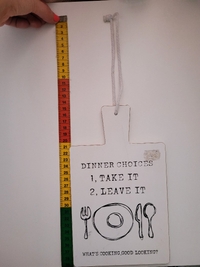 DINNER CHOICES
1, TAKE IT
2, LEAVE IT
WHAT'S COOKING, GOOD LOOKING?